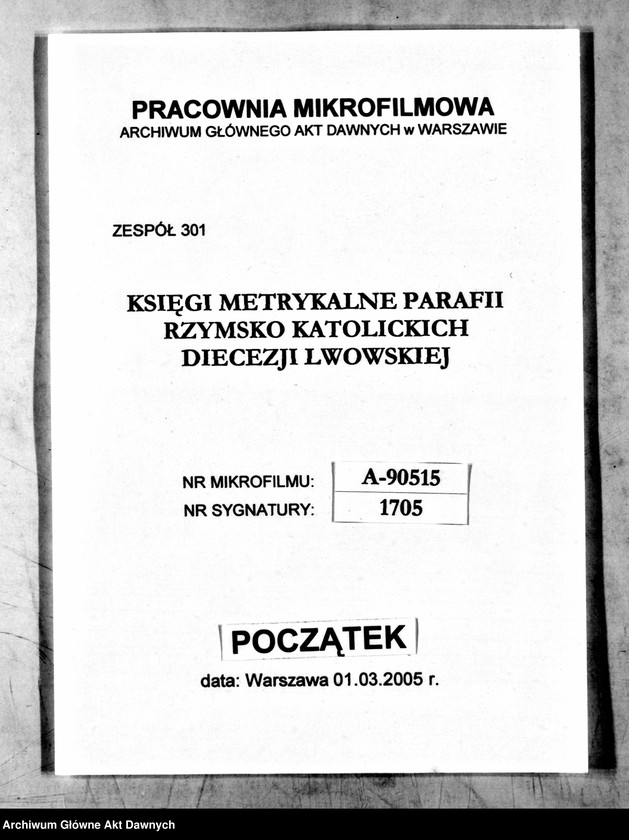 PRACOWNIA MIKROFILMOWA
ARCHIWUM GŁÓWNEGO AKT DAWNYCH w WARSZAWIE
ZESPÓŁ 301
KSIĘGI METRYKALNE PARAFII
RZYMSKO KATOLICKICH
DIECEZJI LWOWSKIEJ
NR MIKROFILMU: A-90515
NR SYGNATURY: 1705
POCZĄTEK
data: Warszawa 01.03.2005 r.
Archiwum Główne Akt Dawnych